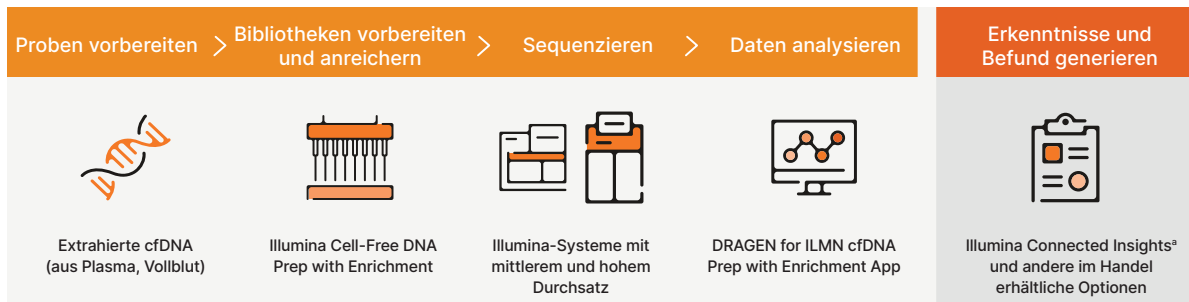 Proben vorbereiten
Bibliotheken vorbereiten
und anreichern
Sequenzieren
Daten analysieren
Erkenntnisse und
Befund generieren
Extrahierte cfDNA
(aus Plasma, Vollblut)
Illumina Cell-Free DNA
Prep with Enrichment
Illumina-Systeme mit
mittlerem und hohem
Durchsatz
DRAGEN for ILMN cfDNA
Prep with Enrichment App
Illumina Connected Insightsᵃ
und andere im Handel
erhältliche Optionen